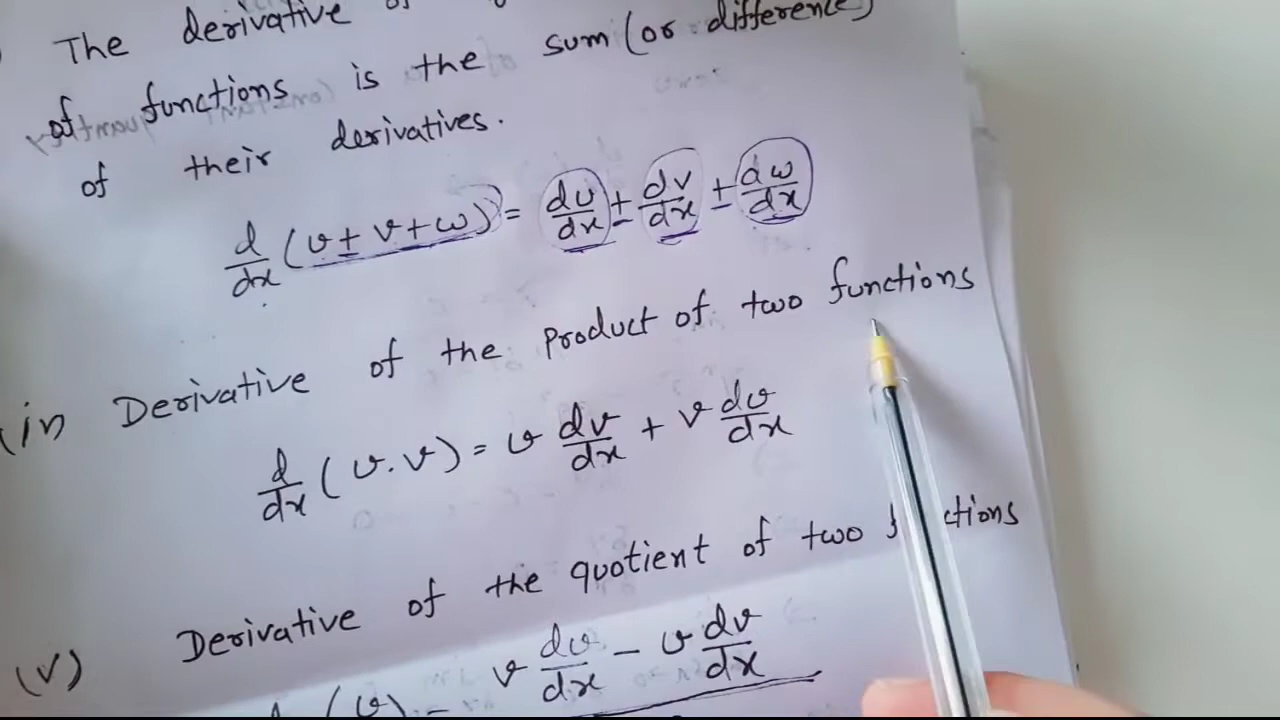 The derivative of
of functions is the sum (or difference)
of their derivatives.
d/dx (u ± v + w) = du/dx ± dv/dx ± dw/dx
Derivative of the product of two functions
d/dx (u.v) = u dv/dx + v du/dx
(v) Derivative of the quotient of two functions
v du/dx - u dv/dx